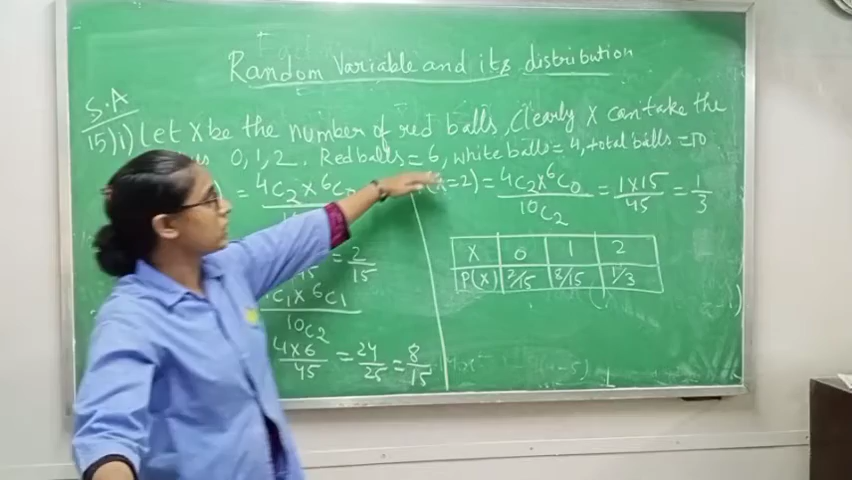 Random Variable and its distribution
S.A
15) i) Let X be the number of red balls, clearly X can take the
0, 1, 2. Red balls = 6, white balls = 4, total balls = 10
= 4C2 x 6C0
= 2/15
C1 x 6C1
10C2
4 x 6 / 45 = 24/25 = 8/15
(X=2) = 4C2 x 6C0 / 10C2 = 1 x 15 / 45 = 1/3
X 0 1 2
P(X) 2/15 8/15 1/3